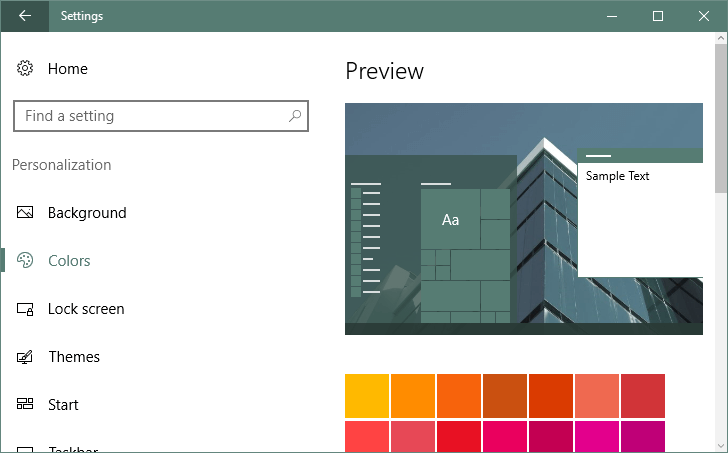 Settings
Home
Find a setting
Personalization
Background
Colors
Lock screen
Themes
Start
Taskbar
Preview
Aa
Sample Text